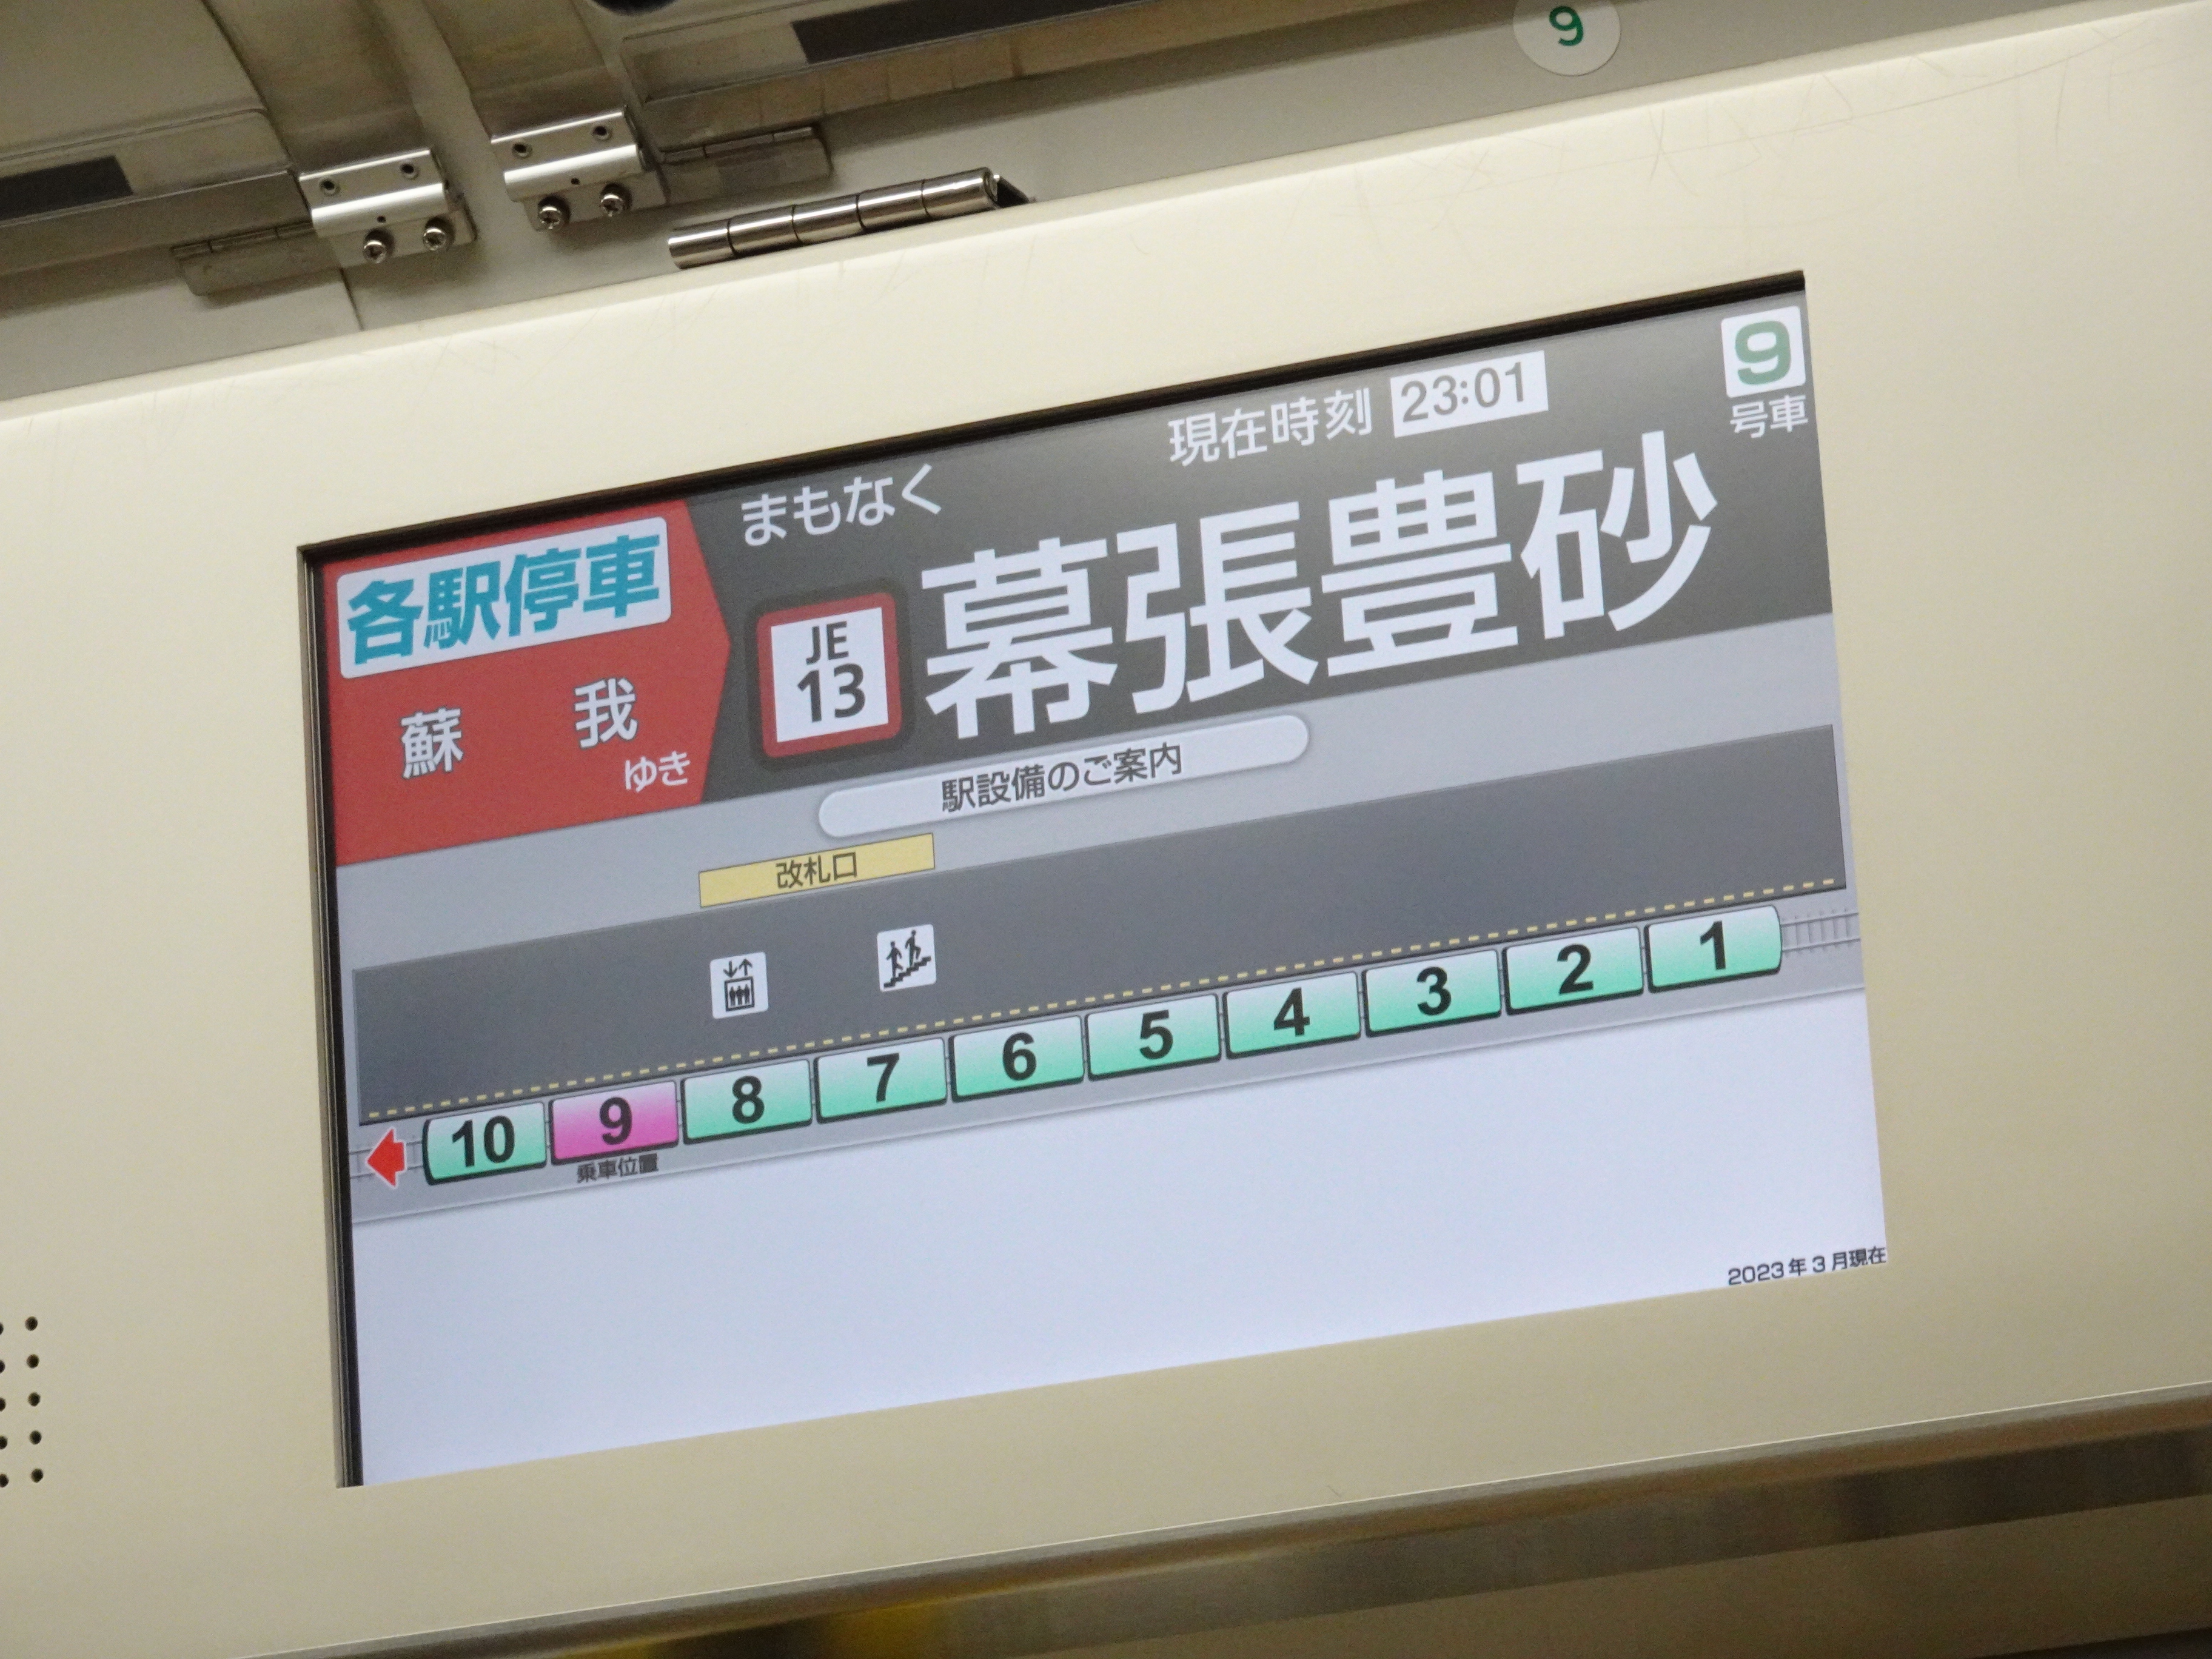 9
各駅停車
蘇 我
ゆき
まもなく
現在時刻 23:01
9
号車
JE
13
幕張豊砂
駅設備のご案内
改札口
10 9 8 7 6 5 4 3 2 1
乗車位置
2023年3月現在